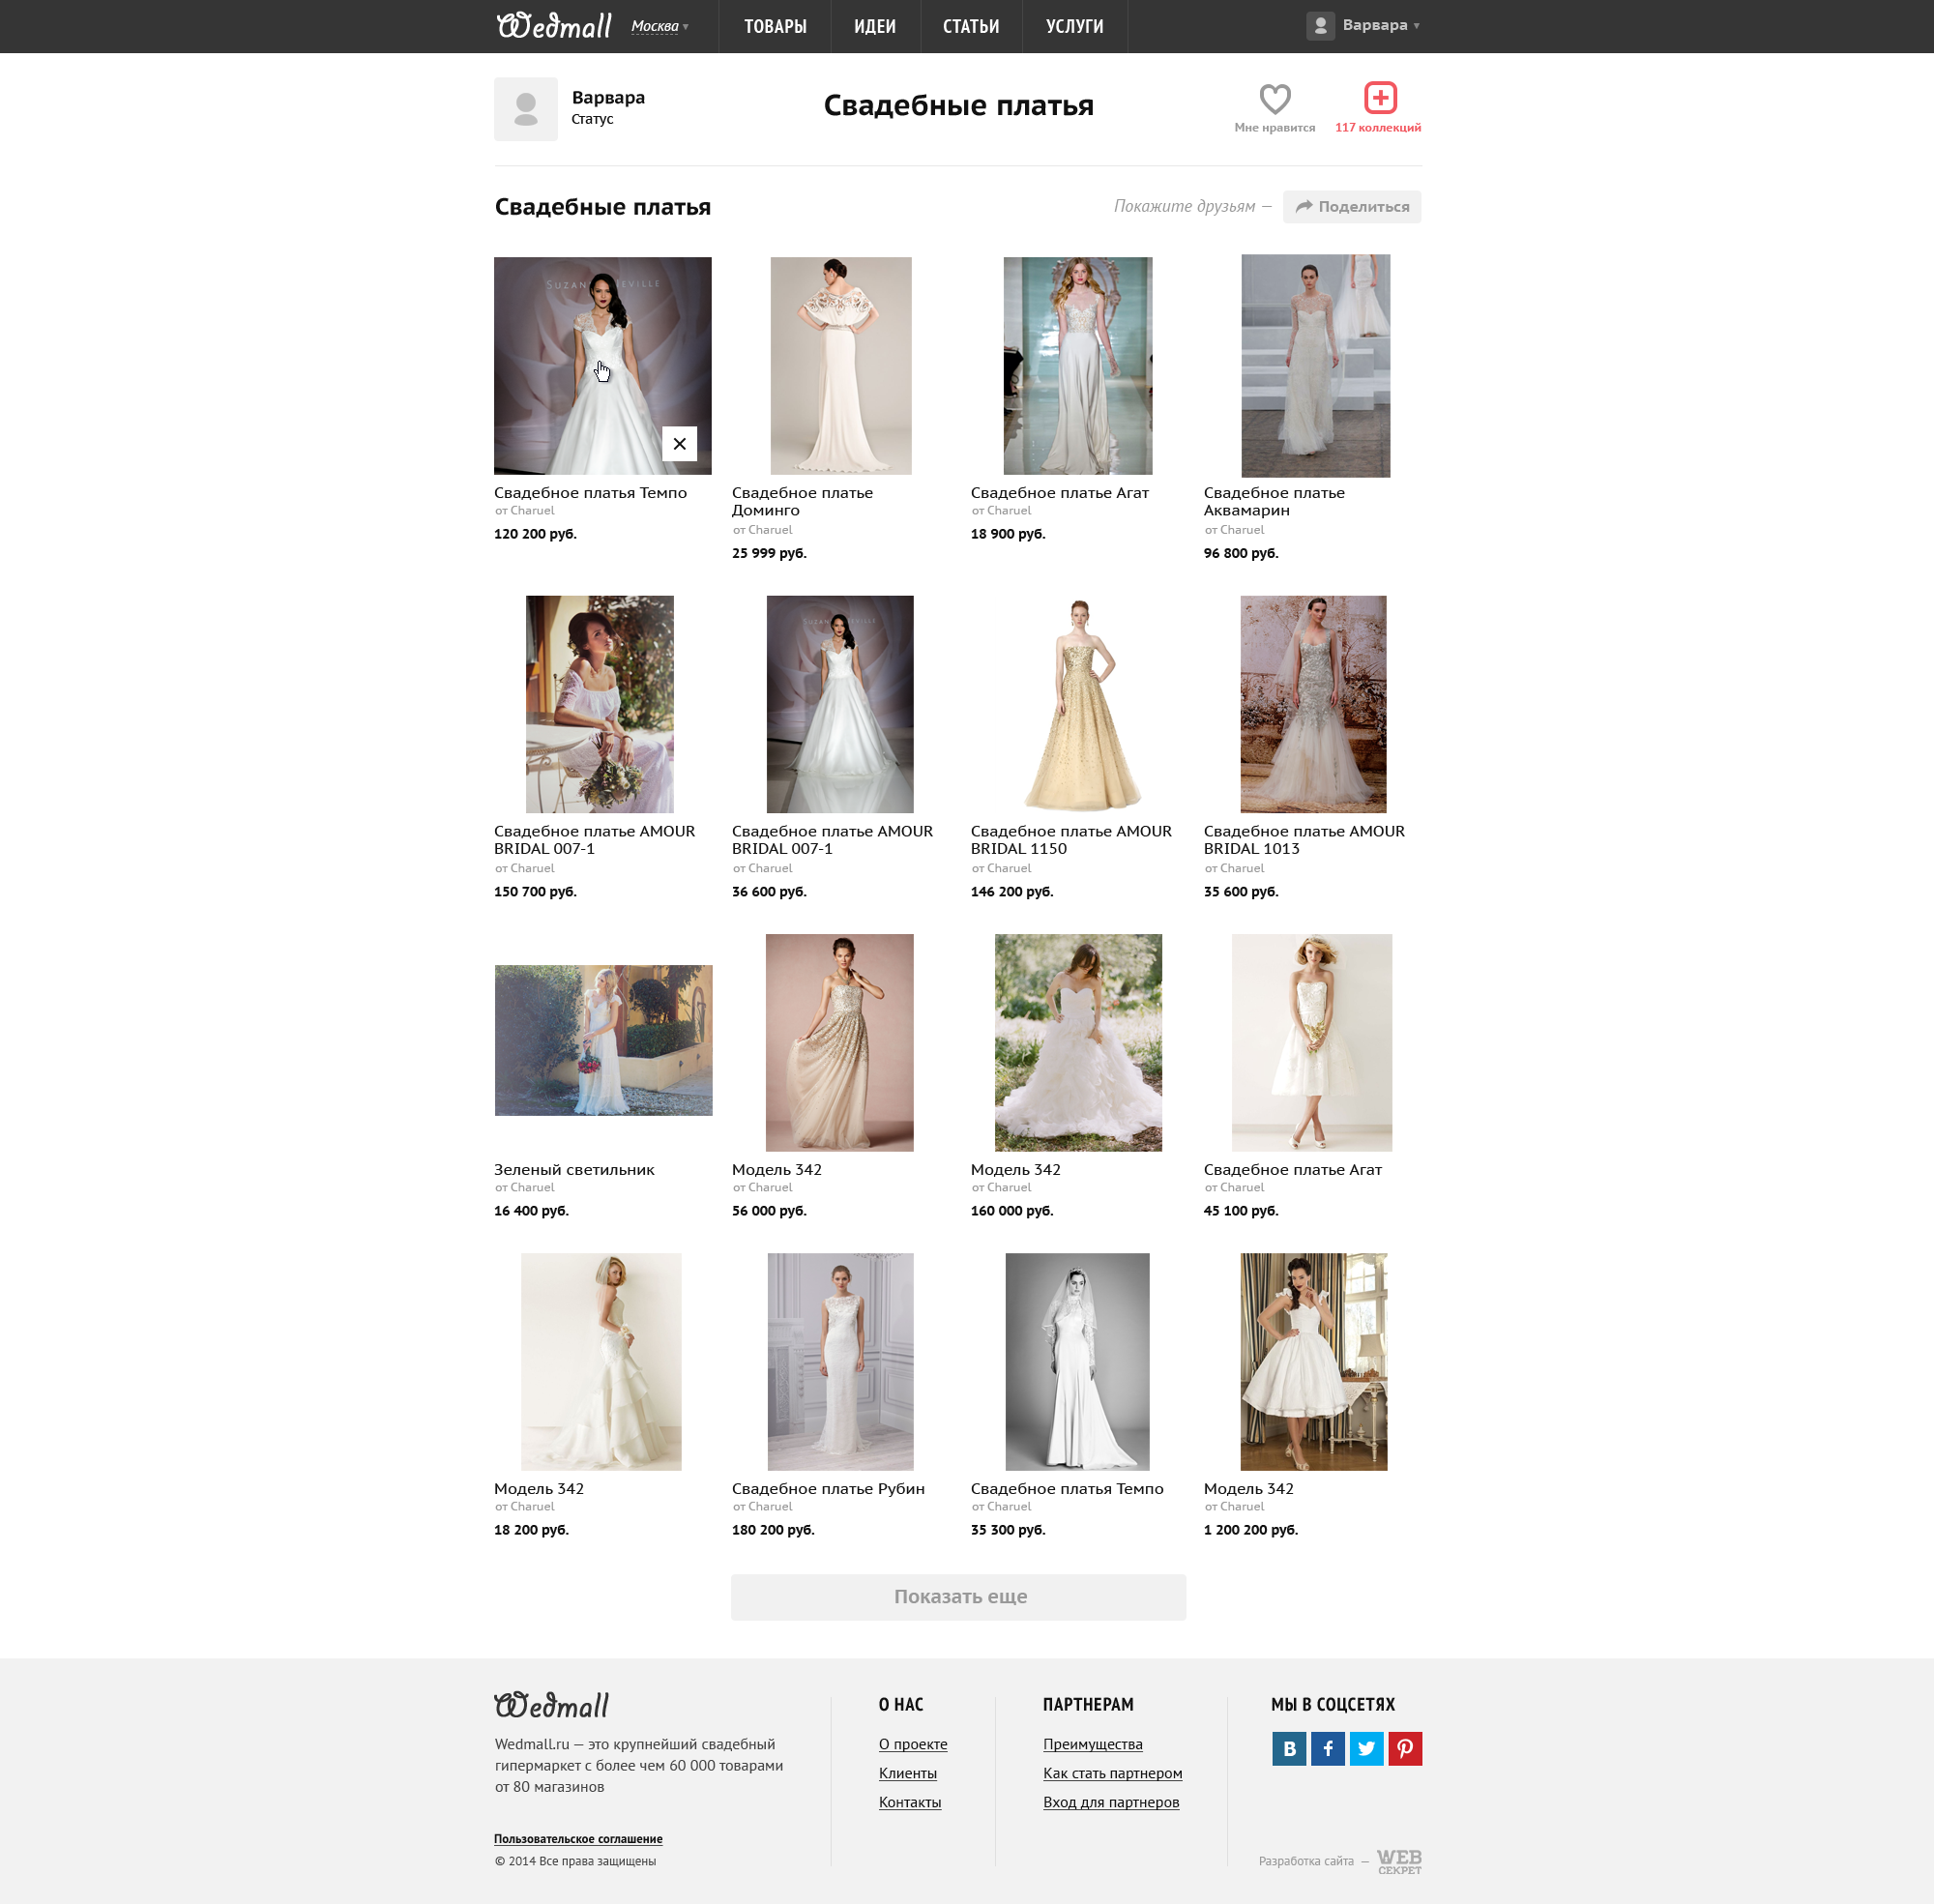 Wedmall
Москва ▾
ТОВАРЫ
ИДЕИ
СТАТЬИ
УСЛУГИ
Варвара ▾
Варвара
Статус
Свадебные платья
Мне нравится
117 коллекций
Свадебные платья
Покажите друзьям —
Поделиться
SUZAN EVILLE
Свадебное платья Темпо
от Charuel
120 200 руб.
Свадебное платье
Доминго
от Charuel
25 999 руб.
Свадебное платье Агат
от Charuel
18 900 руб.
Свадебное платье
Аквамарин
от Charuel
96 800 руб.
SUZAN EVILLE
Свадебное платье AMOUR
BRIDAL 007-1
от Charuel
150 700 руб.
Свадебное платье AMOUR
BRIDAL 007-1
от Charuel
36 600 руб.
Свадебное платье AMOUR
BRIDAL 1150
от Charuel
146 200 руб.
Свадебное платье AMOUR
BRIDAL 1013
от Charuel
35 600 руб.
Зеленый светильник
от Charuel
16 400 руб.
Модель 342
от Charuel
56 000 руб.
Модель 342
от Charuel
160 000 руб.
Свадебное платье Агат
от Charuel
45 100 руб.
Модель 342
от Charuel
18 200 руб.
Свадебное платье Рубин
от Charuel
180 200 руб.
Свадебное платья Темпо
от Charuel
35 300 руб.
Модель 342
от Charuel
1 200 200 руб.
Показать еще
Wedmall
Wedmall.ru — это крупнейший свадебный
гипермаркет с более чем 60 000 товарами
от 80 магазинов
Пользовательское соглашение
© 2014 Все права защищены
О НАС
О проекте
Клиенты
Контакты
ПАРТНЕРАМ
Преимущества
Как стать партнером
Вход для партнеров
МЫ В СОЦСЕТЯХ
Разработка сайта —
WEB
СЕКРЕТ